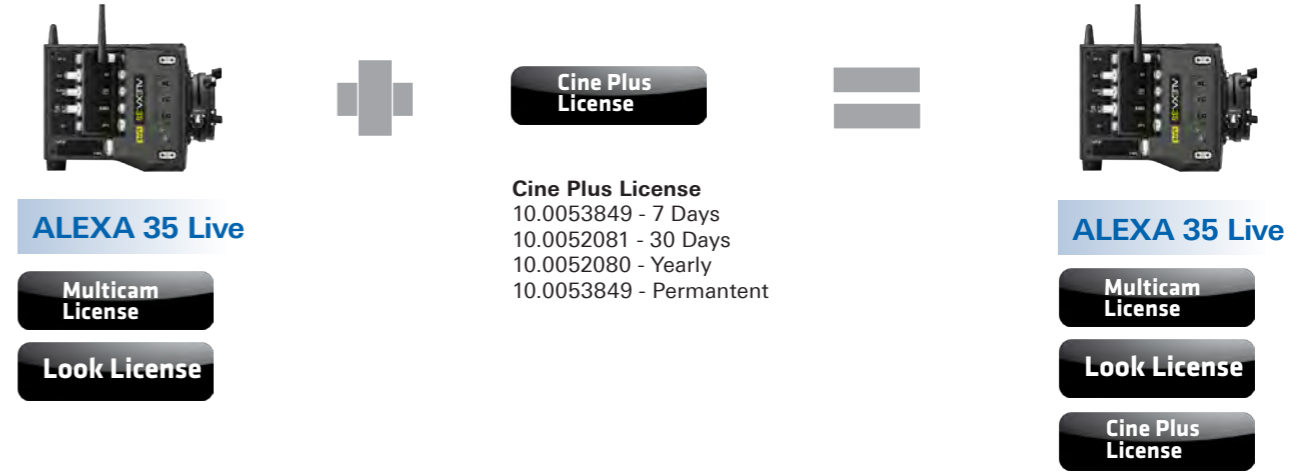 ALEXA 35 Live
Multicam
License
Look License
Cine Plus
License
Cine Plus License
10.0053849 - 7 Days
10.0052081 - 30 Days
10.0052080 - Yearly
10.0053849 - Permantent
ALEXA 35 Live
Multicam
License
Look License
Cine Plus
License